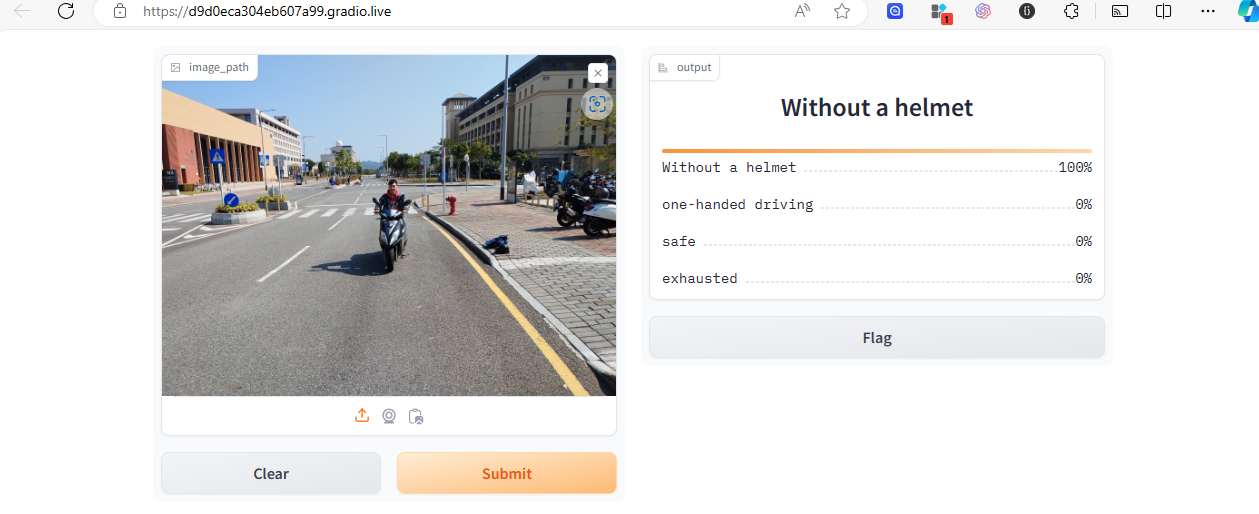 https://d9d0eca304eb607a99.gradio.live
1
image_path
output
Without a helmet
Without a helmet 100%
one-handed driving 0%
safe 0%
exhausted 0%
Flag
Clear
Submit